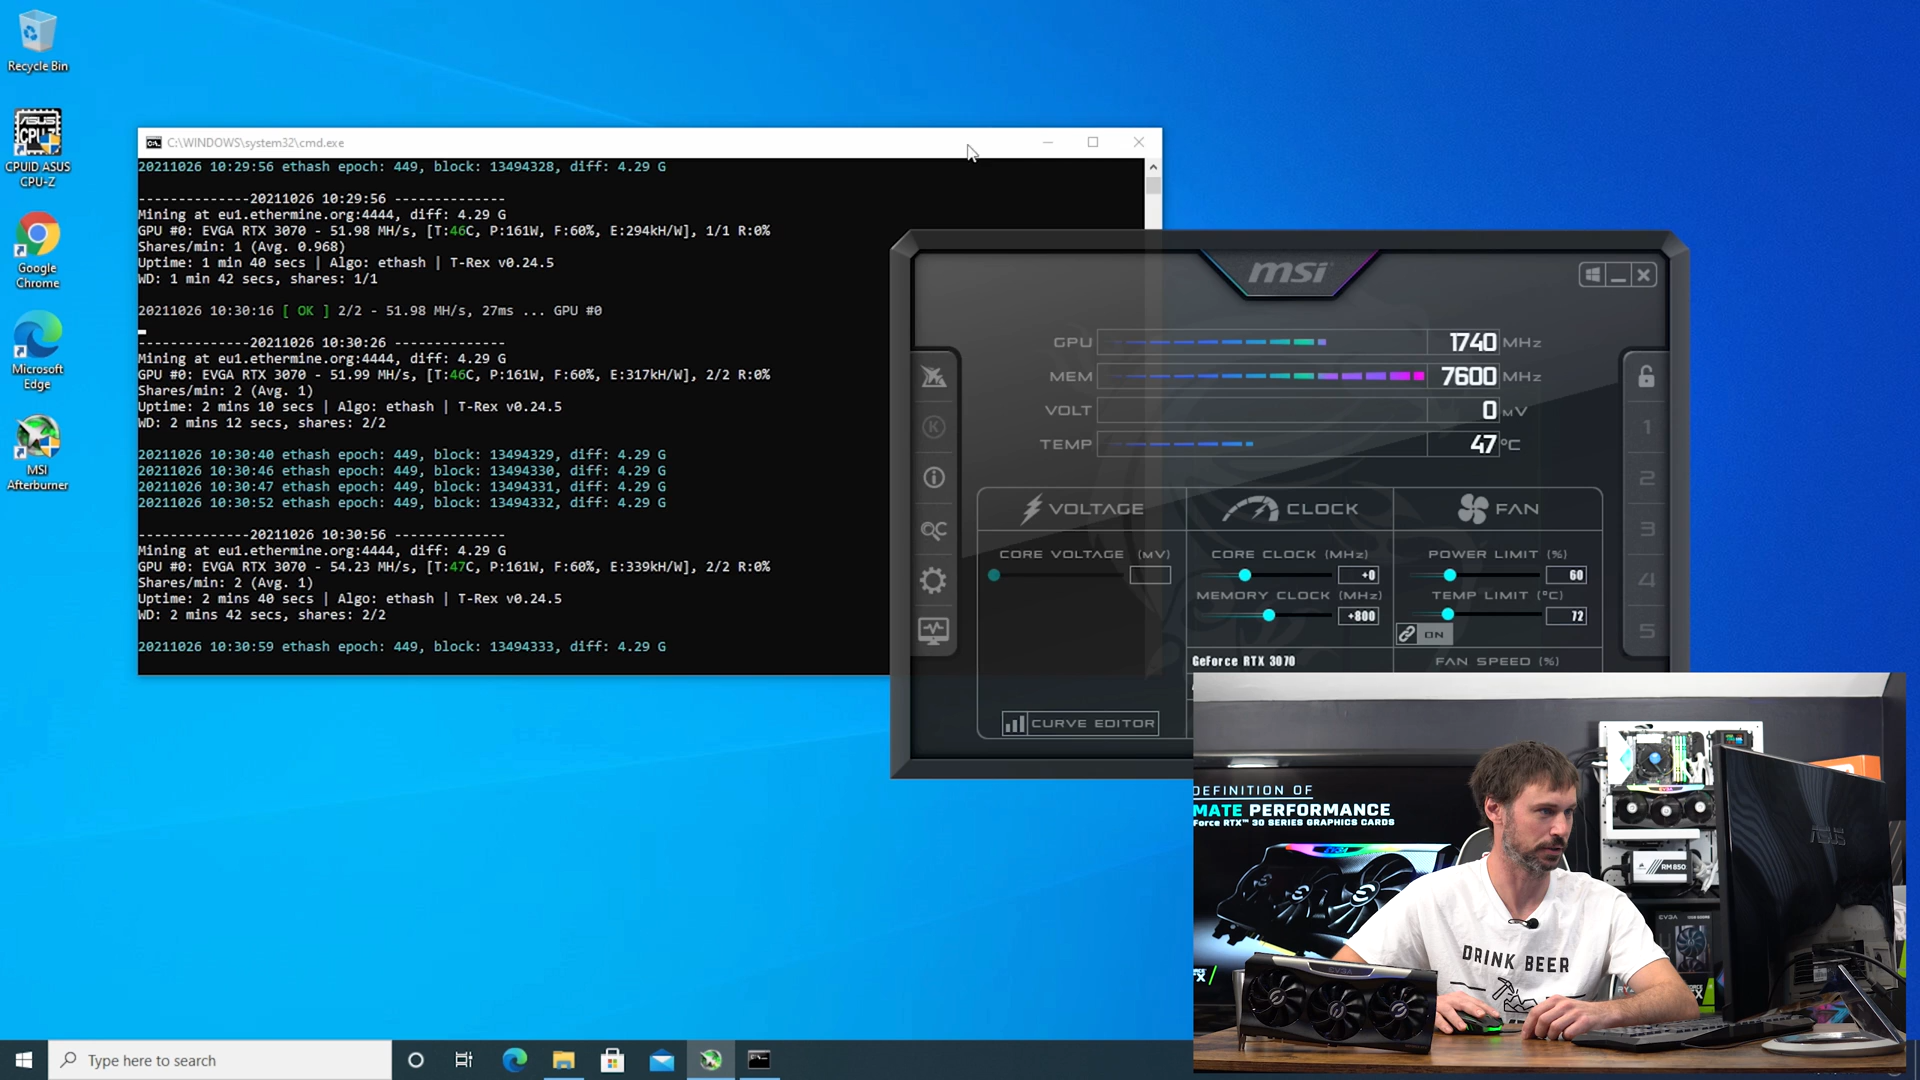 Recycle Bin
ASUS
CPU-Z
CPUID ASUS
CPU-Z
Google
Chrome
Microsoft
Edge
MSI
Afterburner
C:\WINDOWS\system32\cmd.exe
20211026 10:29:56 ethash epoch: 449, block: 13494328, diff: 4.29 G
--------------20211026 10:29:56 --------------
Mining at eu1.ethermine.org:4444, diff: 4.29 G
GPU #0: EVGA RTX 3070 - 51.98 MH/s, [T:46C, P:161W, F:60%, E:294kH/W], 1/1 R:0%
Shares/min: 1 (Avg. 0.968)
Uptime: 1 min 40 secs | Algo: ethash | T-Rex v0.24.5
WD: 1 min 42 secs, shares: 1/1
20211026 10:30:16 [ OK ] 2/2 - 51.98 MH/s, 27ms ... GPU #0
--------------20211026 10:30:26 --------------
Mining at eu1.ethermine.org:4444, diff: 4.29 G
GPU #0: EVGA RTX 3070 - 51.99 MH/s, [T:46C, P:161W, F:60%, E:317kH/W], 2/2 R:0%
Shares/min: 2 (Avg. 1)
Uptime: 2 mins 10 secs | Algo: ethash | T-Rex v0.24.5
WD: 2 mins 12 secs, shares: 2/2
20211026 10:30:40 ethash epoch: 449, block: 13494329, diff: 4.29 G
20211026 10:30:46 ethash epoch: 449, block: 13494330, diff: 4.29 G
20211026 10:30:47 ethash epoch: 449, block: 13494331, diff: 4.29 G
20211026 10:30:52 ethash epoch: 449, block: 13494332, diff: 4.29 G
--------------20211026 10:30:56 --------------
Mining at eu1.ethermine.org:4444, diff: 4.29 G
GPU #0: EVGA RTX 3070 - 54.23 MH/s, [T:47C, P:161W, F:60%, E:339kH/W], 2/2 R:0%
Shares/min: 2 (Avg. 1)
Uptime: 2 mins 40 secs | Algo: ethash | T-Rex v0.24.5
WD: 2 mins 42 secs, shares: 2/2
20211026 10:30:59 ethash epoch: 449, block: 13494333, diff: 4.29 G
msi
GPU 1740 MHz
MEM 7600 MHz
VOLT 0 mV
TEMP 47 °C
K
OC
1
2
3
4
5
VOLTAGE
CORE VOLTAGE (MV)
CURVE EDITOR
CLOCK
CORE CLOCK (MHz)
+0
MEMORY CLOCK (MHz)
+800
GeForce RTX 3070
FAN
POWER LIMIT (%)
60
TEMP LIMIT (°C)
72
ON
FAN SPEED (%)
DEFINITION OF
MATE PERFORMANCE
Force RTX™ 30 SERIES GRAPHICS CARDS
DRINK BEER
EVGA
RM 850
ASUS
EVGA
Type here to search